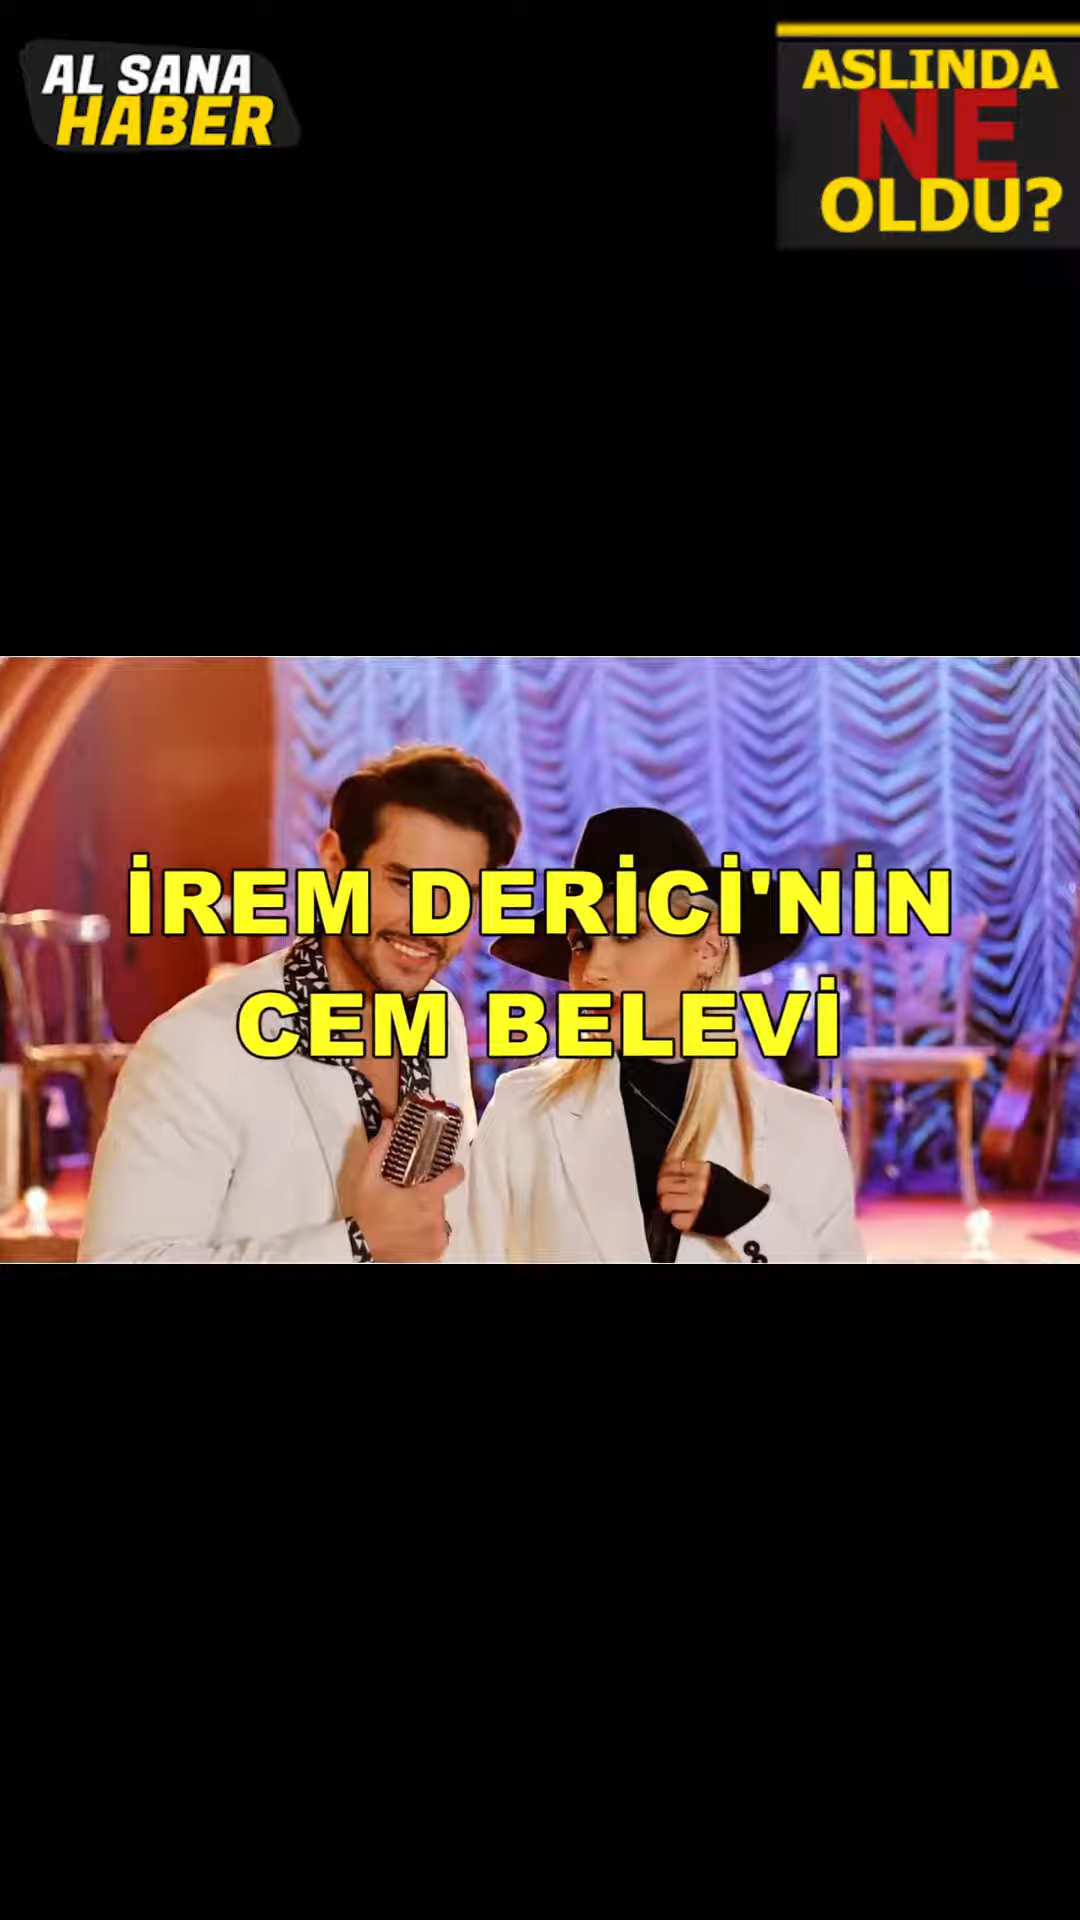 AL SANA
HABER
ASLINDA
NE
OLDU?
İREM DERİCİ'NİN
CEM BELEVİ